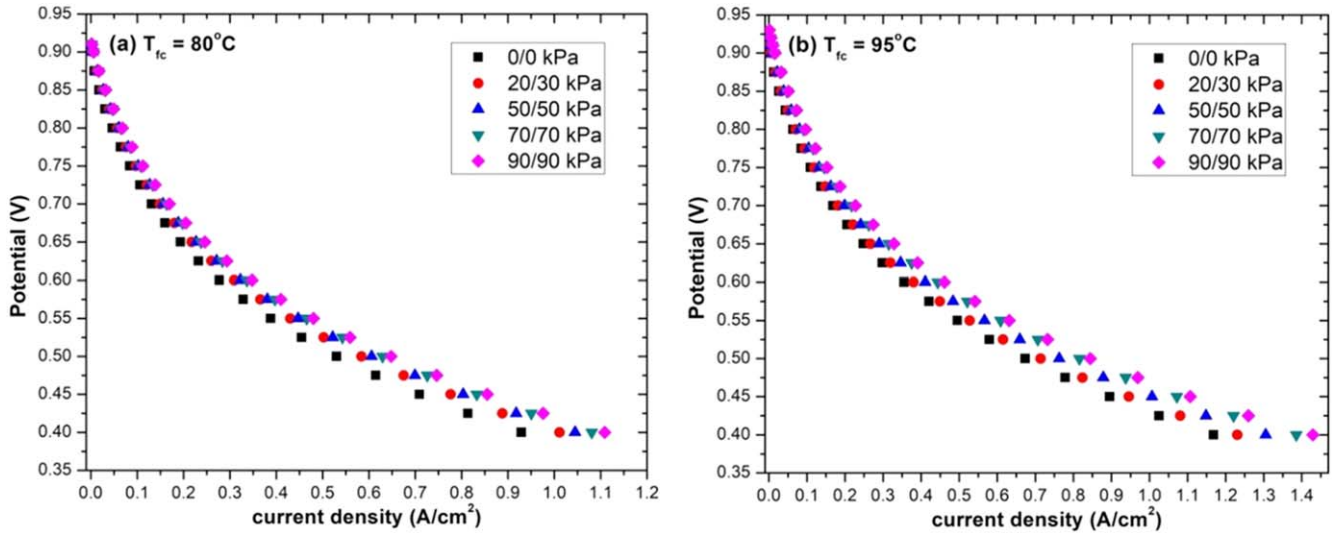 (a) Tfc = 80°C
0/0 kPa
20/30 kPa
50/50 kPa
70/70 kPa
90/90 kPa
0.95
0.90
0.85
0.80
0.75
0.70
0.65
0.60
0.55
0.50
0.45
0.40
0.35
Potential (V)
0.0 0.1 0.2 0.3 0.4 0.5 0.6 0.7 0.8 0.9 1.0 1.1 1.2
current density (A/cm²)
(b) Tfc = 95°C
0/0 kPa
20/30 kPa
50/50 kPa
70/70 kPa
90/90 kPa
0.95
0.90
0.85
0.80
0.75
0.70
0.65
0.60
0.55
0.50
0.45
0.40
0.35
Potential (V)
0.0 0.1 0.2 0.3 0.4 0.5 0.6 0.7 0.8 0.9 1.0 1.1 1.2 1.3 1.4
current density (A/cm²)